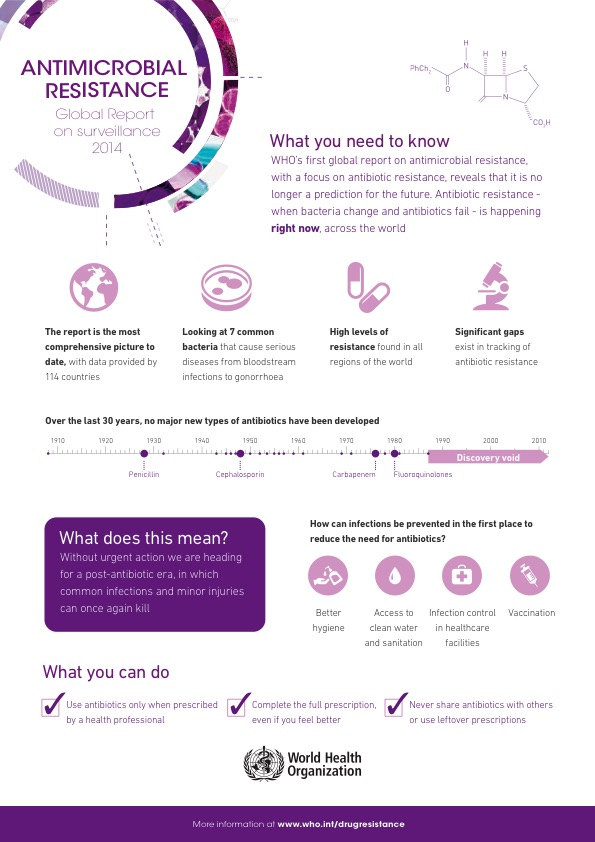 ANTIMICROBIAL
RESISTANCE
Global Report
on surveillance
2014
H
H
H
PhCH₂
N
S
O
N
O
CO₂H
What you need to know
WHO's first global report on antimicrobial resistance,
with a focus on antibiotic resistance, reveals that it is no
longer a prediction for the future. Antibiotic resistance -
when bacteria change and antibiotics fail - is happening
right now, across the world
The report is the most
comprehensive picture to
date, with data provided by
114 countries
Looking at 7 common
bacteria that cause serious
diseases from bloodstream
infections to gonorrhoea
High levels of
resistance found in all
regions of the world
Significant gaps
exist in tracking of
antibiotic resistance
Over the last 30 years, no major new types of antibiotics have been developed
1910 1920 1930 1940 1950 1960 1970 1980 1990 2000 2010
Discovery void
Penicillin Cephalosporin Carbapenem Fluoroquinolones
What does this mean?
Without urgent action we are heading
for a post-antibiotic era, in which
common infections and minor injuries
can once again kill
How can infections be prevented in the first place to
reduce the need for antibiotics?
Better
hygiene
Access to
clean water
and sanitation
Infection control
in healthcare
facilities
Vaccination
What you can do
Use antibiotics only when prescribed
by a health professional
Complete the full prescription,
even if you feel better
Never share antibiotics with others
or use leftover prescriptions
World Health
Organization
More information at www.who.int/drugresistance